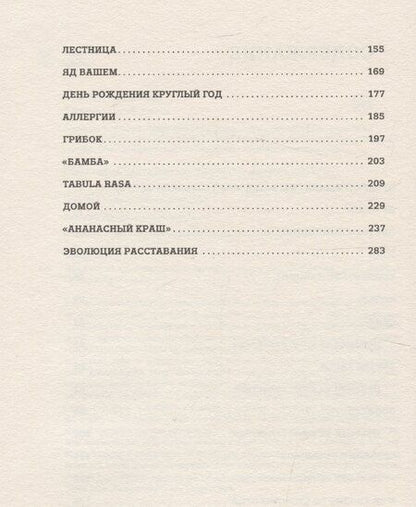 ЛЕСТНИЦА ........................ 155
ЯД ВАШЕМ ........................ 169
ДЕНЬ РОЖДЕНИЯ КРУГЛЫЙ ГОД ........................ 177
АЛЛЕРГИИ ........................ 185
ГРИБОК ........................ 197
«БАМБА» ........................ 203
TABULA RASA ........................ 209
ДОМОЙ ........................ 229
«АНАНАСНЫЙ КРАШ» ........................ 237
ЭВОЛЮЦИЯ РАССТАВАНИЯ ........................ 283